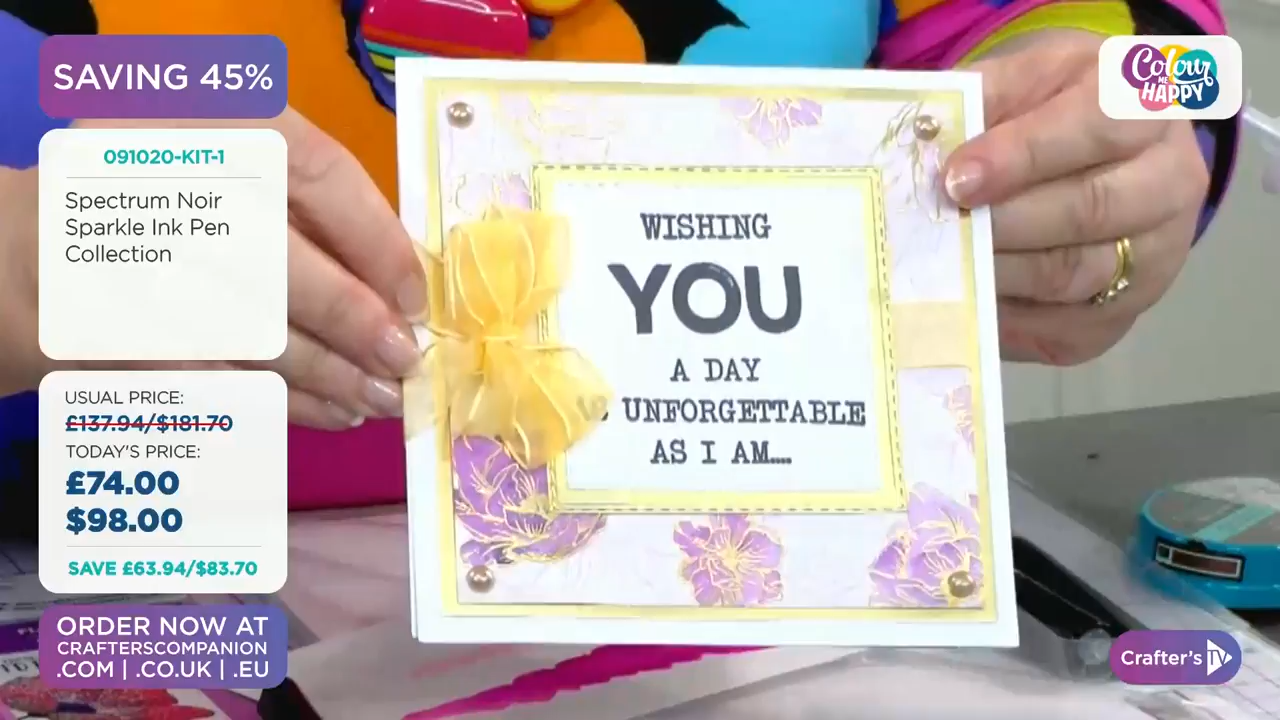 SAVING 45%
091020-KIT-1
Spectrum Noir
Sparkle Ink Pen
Collection
USUAL PRICE:
£137.94/$181.70
TODAY'S PRICE:
£74.00
$98.00
SAVE £63.94/$83.70
ORDER NOW AT
CRAFTERSCOMPANION
.COM | .CO.UK | .EU
WISHING
YOU
A DAY
UNFORGETTABLE
AS I AM....
Colour
ME
HAPPY
Crafter's TV